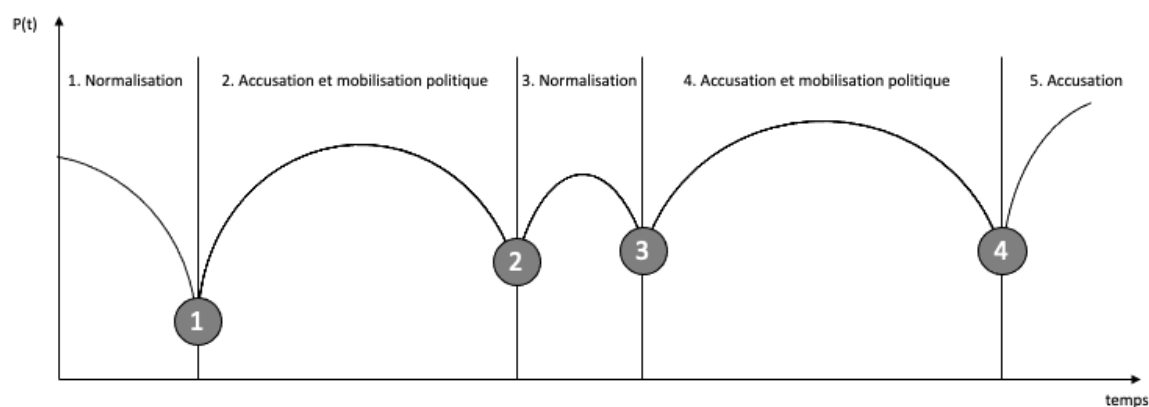 P(t)
1. Normalisation
2. Accusation et mobilisation politique
3. Normalisation
4. Accusation et mobilisation politique
5. Accusation
1
2
3
4
temps